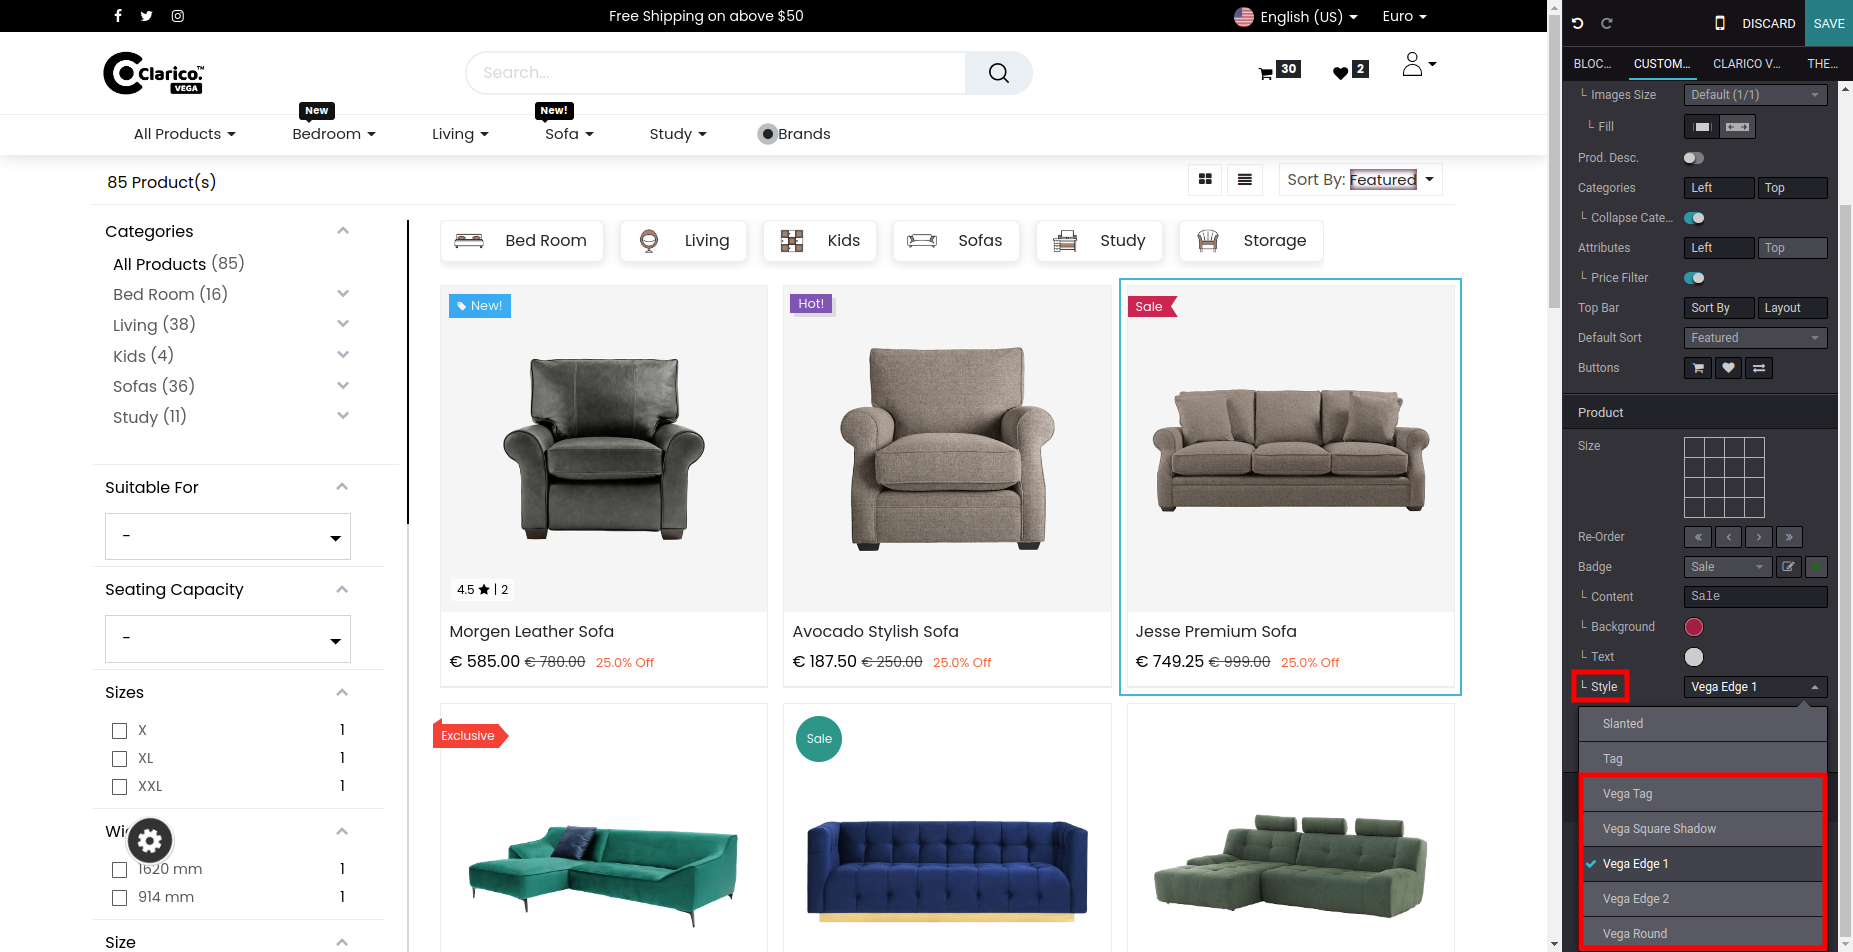 Free Shipping on above $50
English (US)
Euro
DISCARD
SAVE
Clarico.™
VEGA
Search...
30
2
BLOC...
CUSTOM...
CLARICO V...
THE...
New
New!
All Products
Bedroom
Living
Sofa
Study
Brands
85 Product(s)
Sort By: Featured
Categories
All Products (85)
Bed Room (16)
Living (38)
Kids (4)
Sofas (36)
Study (11)
Suitable For
-
Seating Capacity
-
Sizes
X 1
XL 1
XXL 1
Wi
1620 mm 1
914 mm 1
Size
Bed Room
Living
Kids
Sofas
Study
Storage
New!
4.5 ★ | 2
Morgen Leather Sofa
€ 585.00 € 780.00 25.0% Off
Hot!
Avocado Stylish Sofa
€ 187.50 € 250.00 25.0% Off
Sale
Jesse Premium Sofa
€ 749.25 € 999.00 25.0% Off
Exclusive
Sale
Images Size Default (1/1)
Fill
Prod. Desc.
Categories Left Top
Collapse Cate...
Attributes Left Top
Price Filter
Top Bar Sort By Layout
Default Sort Featured
Buttons
Product
Size
Re-Order « < > »
Badge Sale
Content Sale
Background
Text
Style Vega Edge 1
Slanted
Tag
Vega Tag
Vega Square Shadow
Vega Edge 1
Vega Edge 2
Vega Round